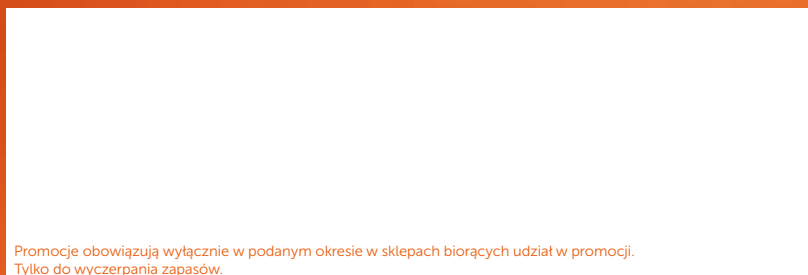 Promocje obowiązują wyłącznie w podanym okresie w sklepach biorących udział w promocji.
Tylko do wyczerpania zapasów.